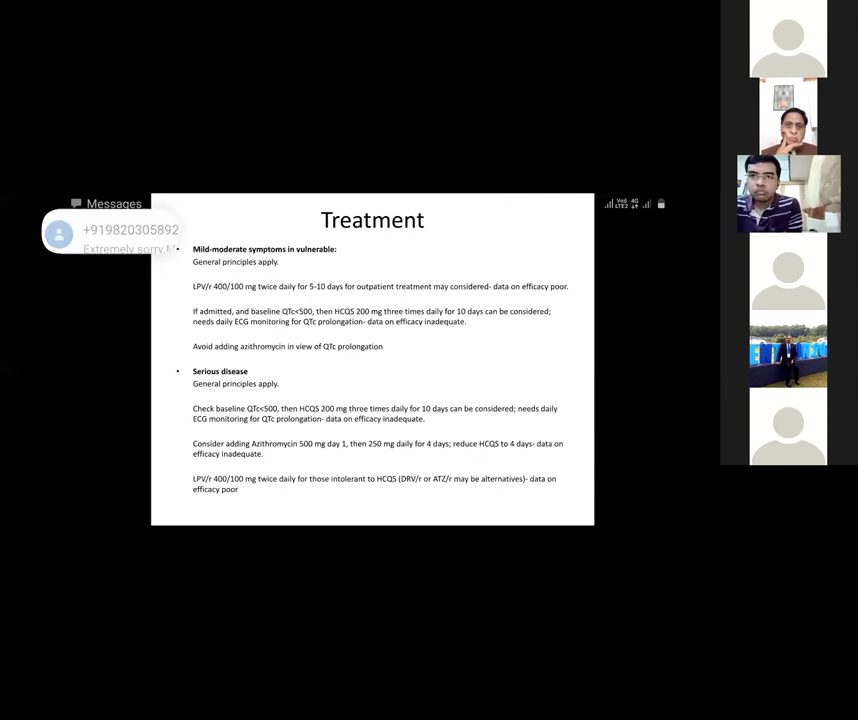 Messages
+919820305892
Extremely sorry
Treatment
• Mild-moderate symptoms in vulnerable:
General principles apply.
LPV/r 400/100 mg twice daily for 5-10 days for outpatient treatment may considered- data on efficacy poor.
If admitted, and baseline QTc<500, then HCQS 200 mg three times daily for 10 days can be considered;
needs daily ECG monitoring for QTc prolongation- data on efficacy inadequate.
Avoid adding azithromycin in view of QTc prolongation
• Serious disease
General principles apply.
Check baseline QTc<500, then HCQS 200 mg three times daily for 10 days can be considered; needs daily
ECG monitoring for QTc prolongation- data on efficacy inadequate.
Consider adding Azithromycin 500 mg day 1, then 250 mg daily for 4 days; reduce HCQS to 4 days- data on
efficacy inadequate.
LPV/r 400/100 mg twice daily for those intolerant to HCQS (DRV/r or ATZ/r may be alternatives)- data on
efficacy poor
4G
LTE2